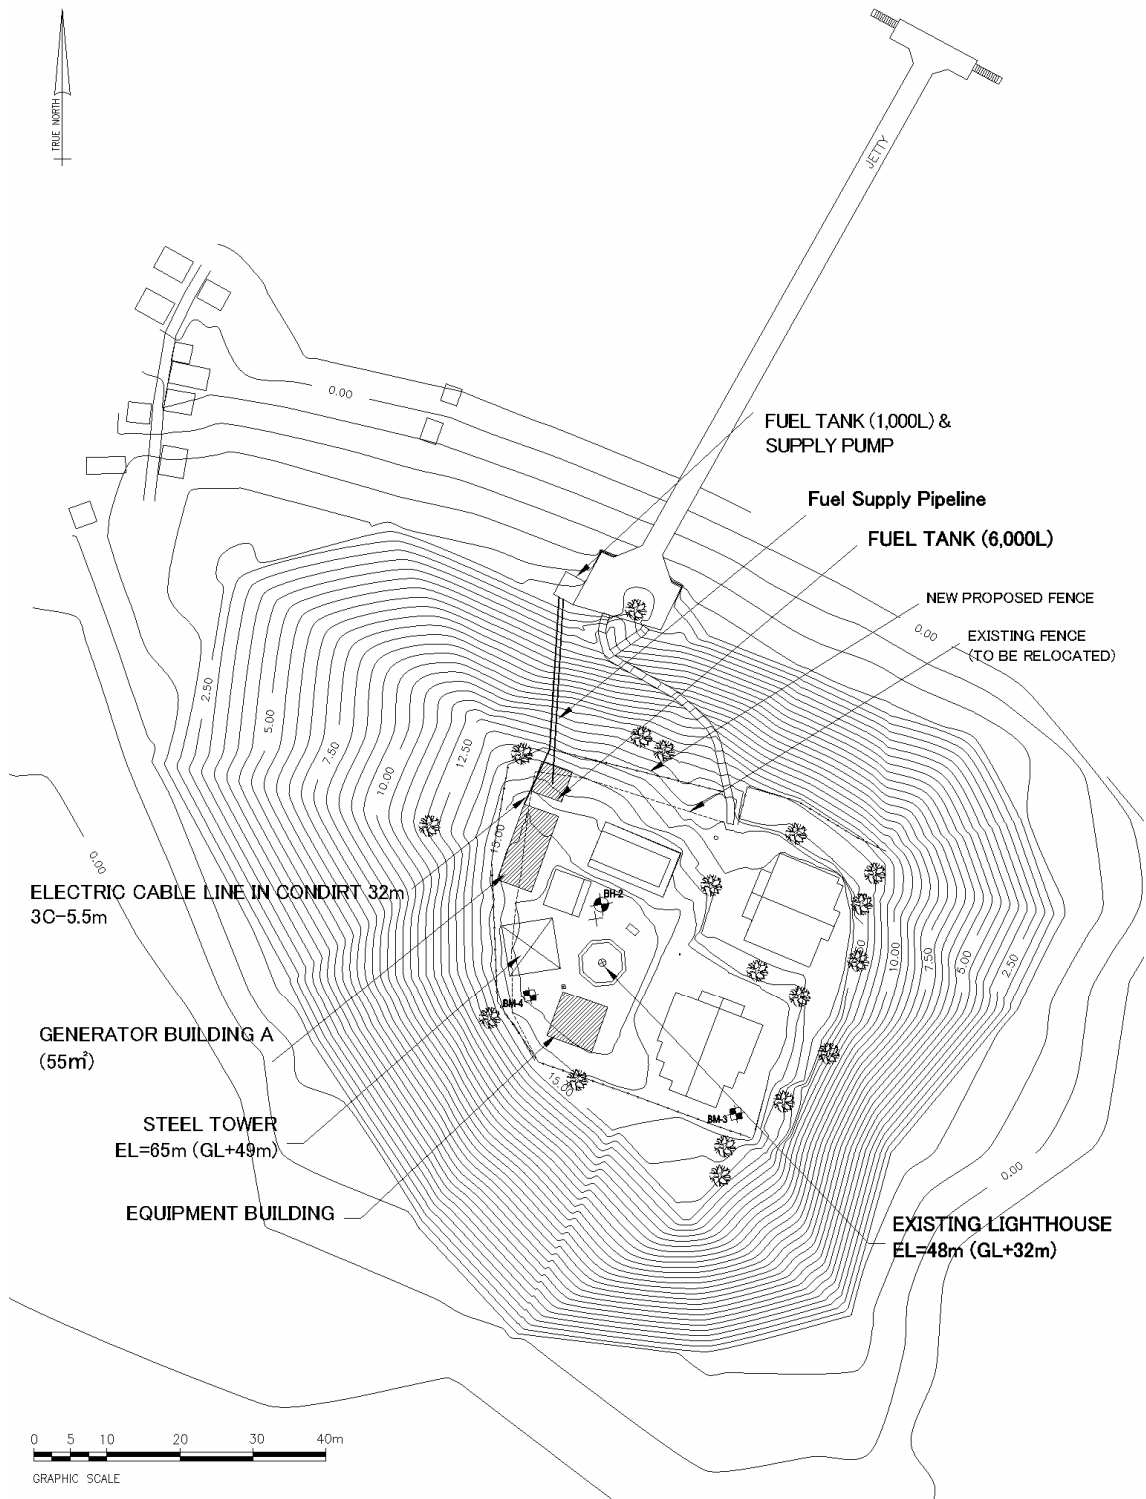 TRUE NORTH
JETTY
0.00
FUEL TANK (1,000L) &
SUPPLY PUMP
Fuel Supply Pipeline
FUEL TANK (6,000L)
NEW PROPOSED FENCE
0.00
EXISTING FENCE
(TO BE RELOCATED)
2.50
5.00
7.50
10.00
12.50
15.00
0.00
ELECTRIC CABLE LINE IN CONDIRT 32m
3C-5.5m
BH-2
10.00
7.50
5.00
2.50
BM-4
GENERATOR BUILDING A
(55㎡)
15.00
BM-3
STEEL TOWER
EL=65m (GL+49m)
0.00
EQUIPMENT BUILDING
EXISTING LIGHTHOUSE
EL=48m (GL+32m)
0 5 10 20 30 40m
GRAPHIC SCALE